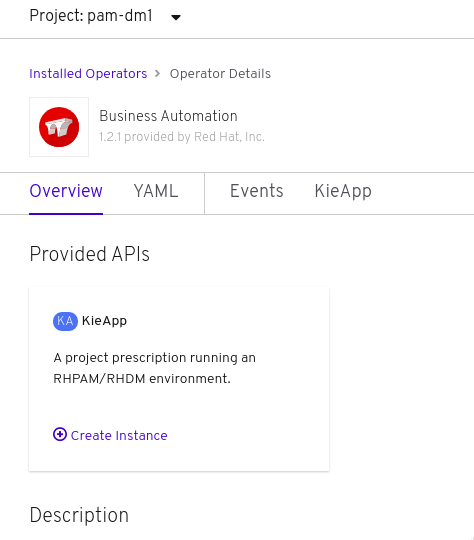 Project: pam-dm1
Installed Operators > Operator Details
Business Automation
1.2.1 provided by Red Hat, Inc.
Overview YAML Events KieApp
Provided APIs
KA KieApp
A project prescription running an
RHPAM/RHDM environment.
Create Instance
Description